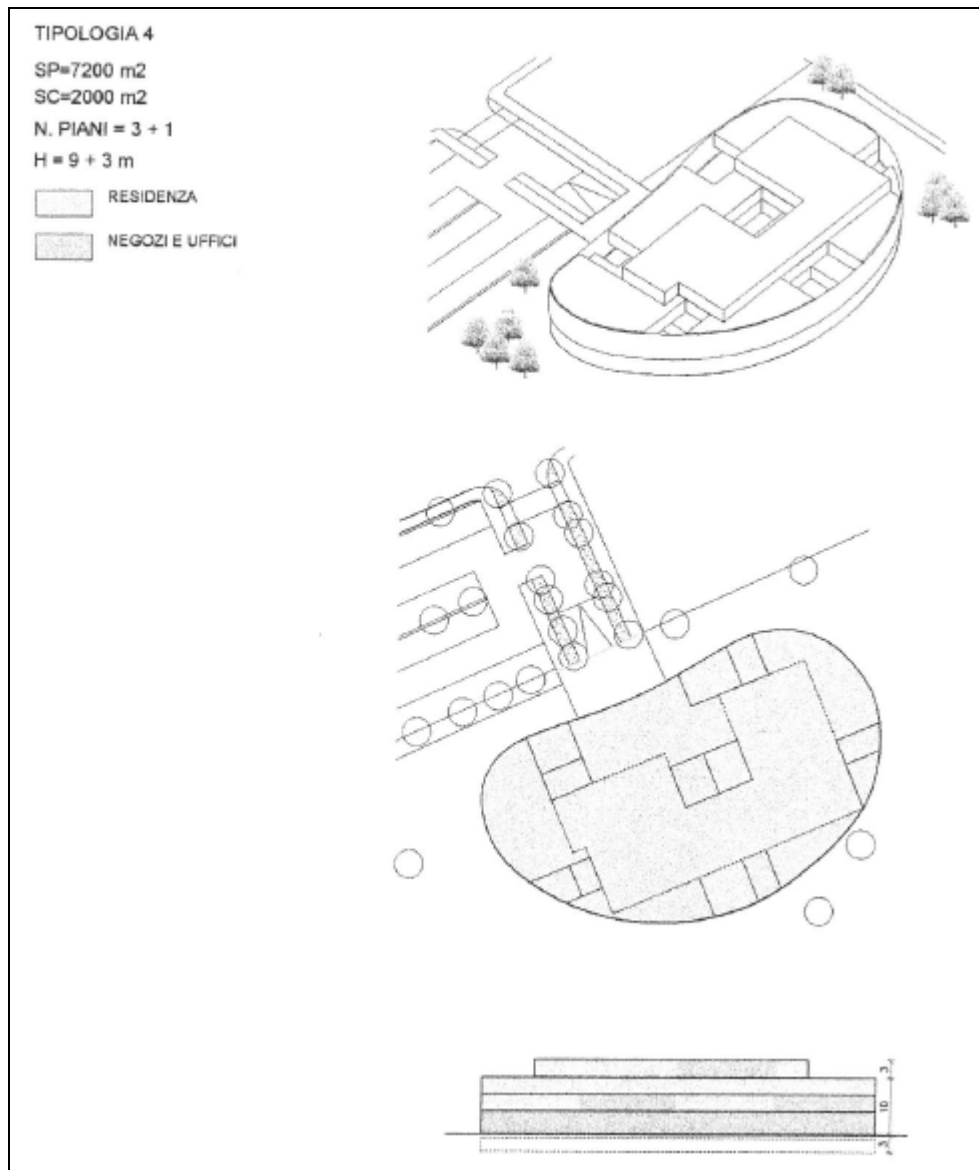 TIPOLOGIA 4
SP=7200 m2
SC=2000 m2
N. PIANI = 3 + 1
H = 9 + 3 m
RESIDENZA
NEGOZI E UFFICI
3
10
3